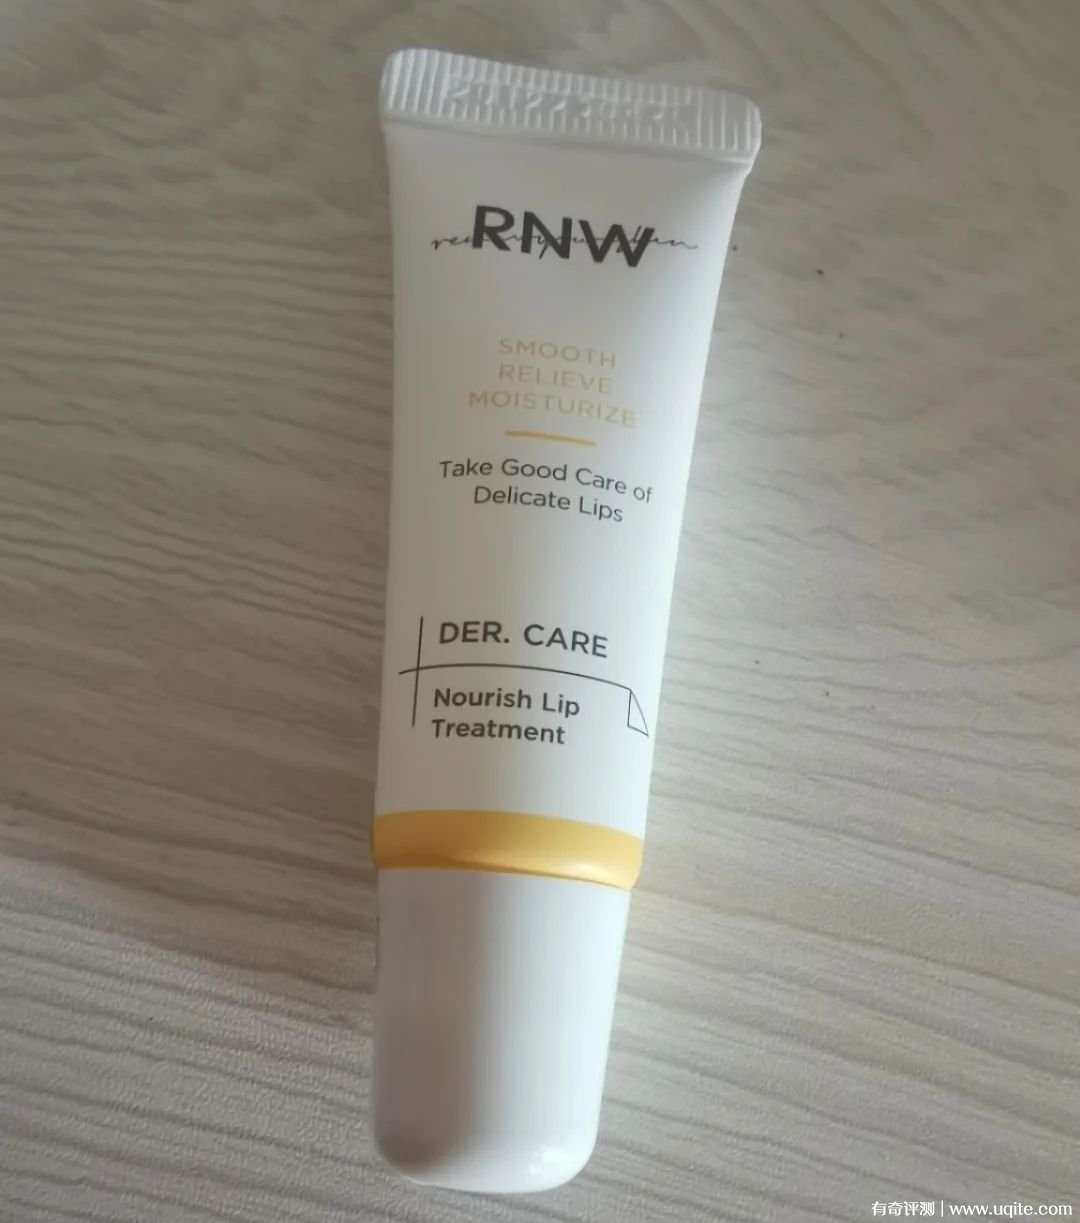 RNW
SMOOTH
RELIEVE
MOISTURIZE
Take Good Care of
Delicate Lips
DER. CARE
Nourish Lip
Treatment
有奇评测 | www.uqite.com